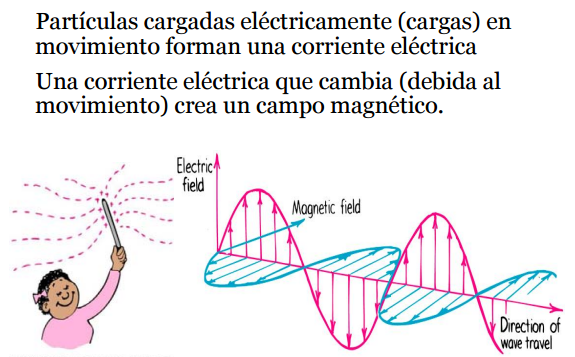 Partículas cargadas eléctricamente (cargas) en
movimiento forman una corriente eléctrica
Una corriente eléctrica que cambia (debida al
movimiento) crea un campo magnético.
Electric
field
Magnetic field
Direction of
wave travel